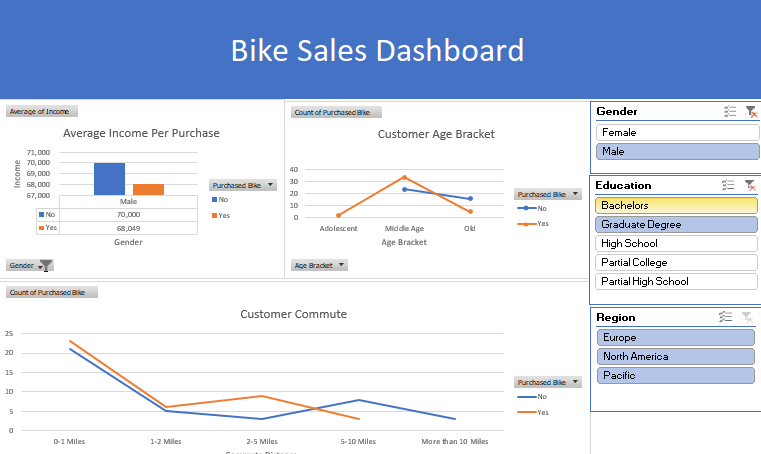 Bike Sales Dashboard
Average of Income
Average Income Per Purchase
Income
71,000
70,000
69,000
68,000
67,000
Male
No 70,000
Yes 68,049
Gender
Purchased Bike
No
Yes
Gender
Count of Purchased Bike
Customer Age Bracket
40
30
20
10
0
Adolescent Middle Age Old
Age Bracket
Purchased Bike
No
Yes
Age Bracket
Gender
Female
Male
Education
Bachelors
Graduate Degree
High School
Partial College
Partial High School
Region
Europe
North America
Pacific
Count of Purchased Bike
Customer Commute
25
20
15
10
5
0
0-1 Miles 1-2 Miles 2-5 Miles 5-10 Miles More than 10 Miles
Purchased Bike
No
Yes